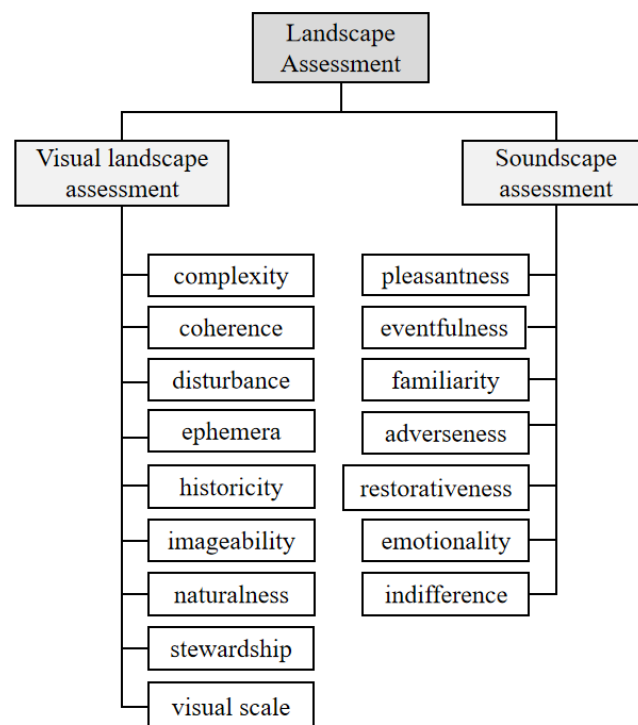 Landscape
Assessment
Visual landscape
assessment
complexity
coherence
disturbance
ephemera
historicity
imageability
naturalness
stewardship
visual scale
Soundscape
assessment
pleasantness
eventfulness
familiarity
adverseness
restorativeness
emotionality
indifference